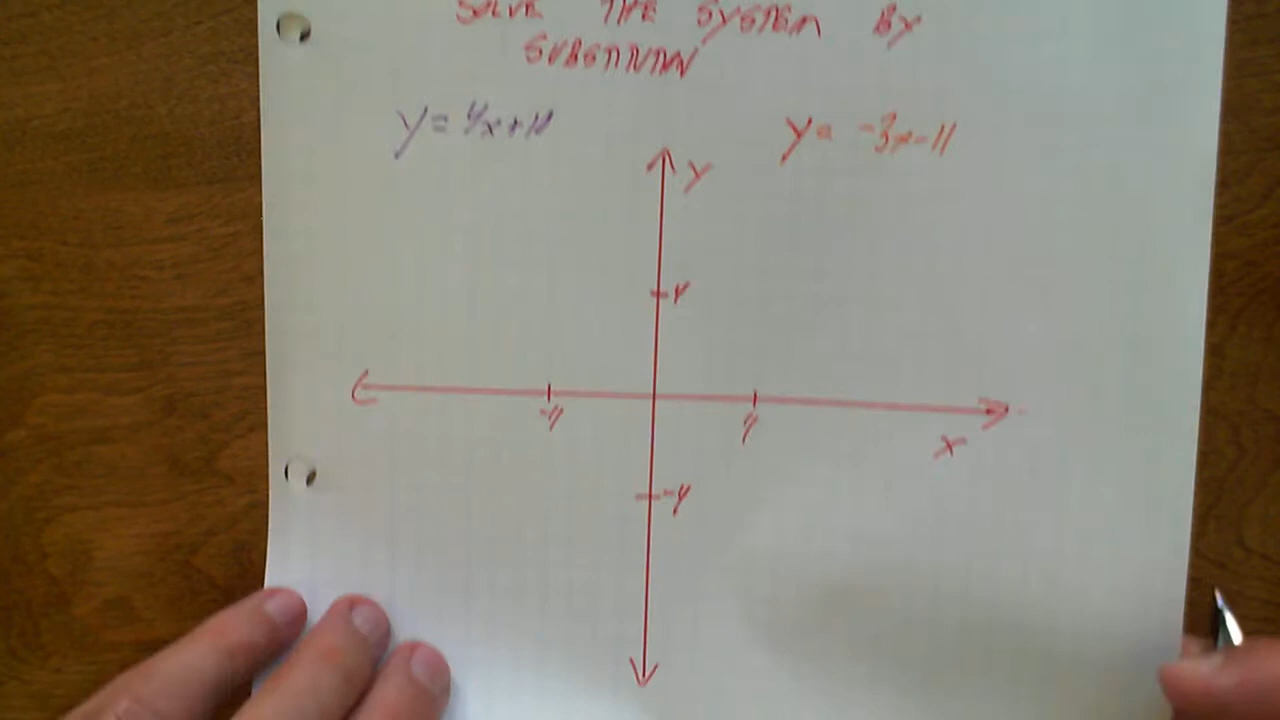 SOLVE THE SYSTEM BY
SUBSTITUTION
y = 4x+10
y = -3x-11
y
4
-4
4
x
-4